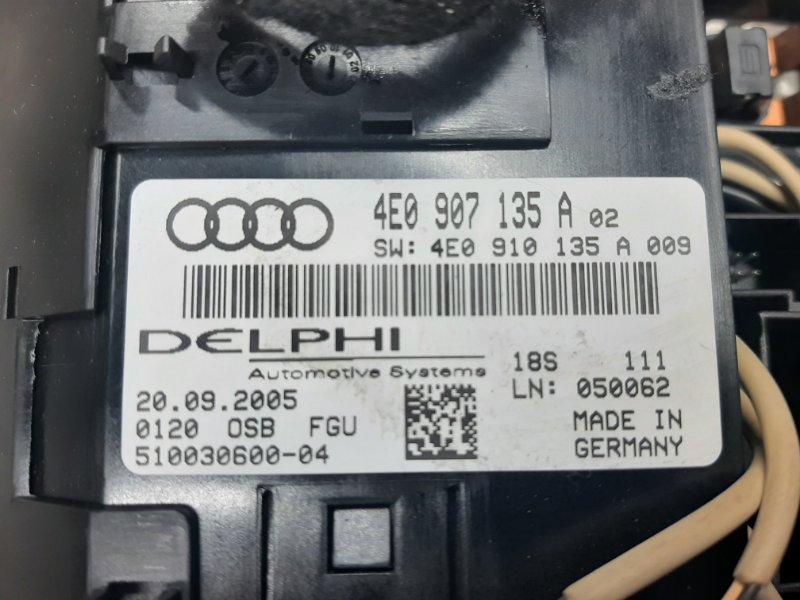 4E0 907 135 A 02
SW: 4E0 910 135 A 009
DELPHI
Automotive Systems
18S 111
LN: 050062
20.09.2005
0120 OSB FGU
510030600-04
MADE IN
GERMANY